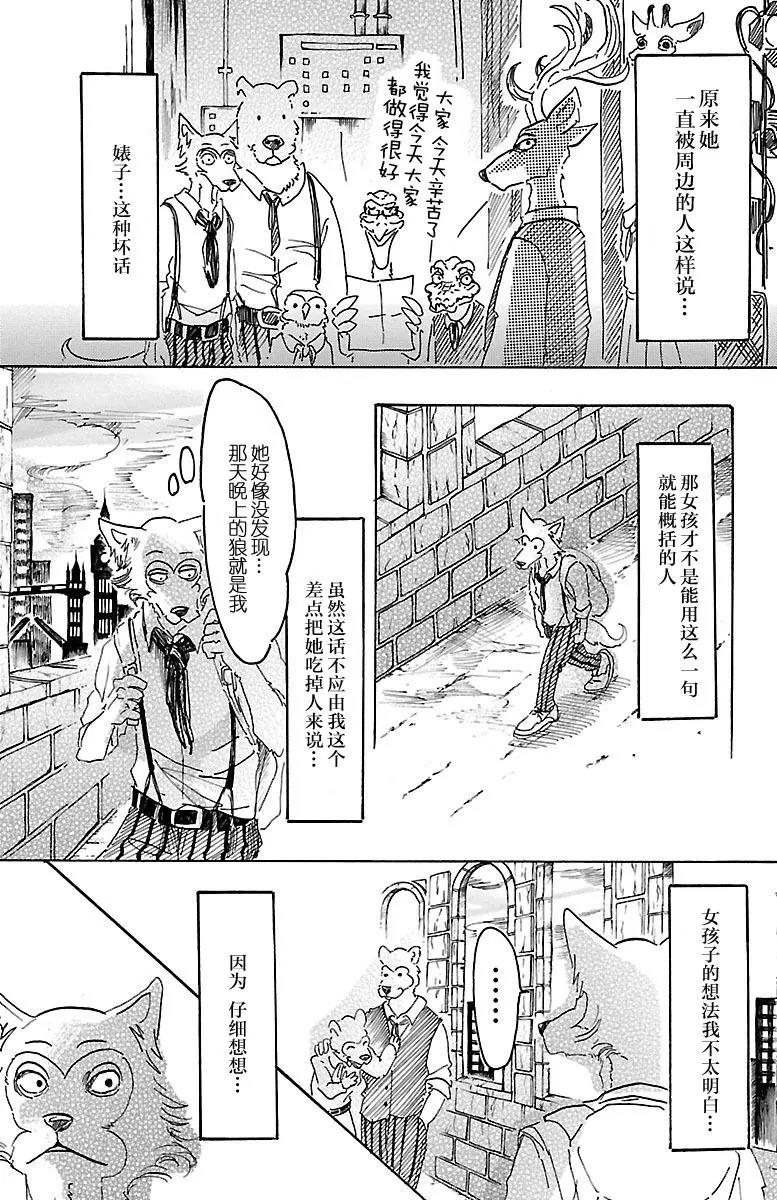 原来她
一直被周边的人这样说…
大家 今天辛苦了
我觉得今天 大家
都做得很好
婊子…这种坏话
那女孩才不是能用这么一句
就能概括的人
她好像没发现…
那天晚上的狼就是我
虽然这话不应由我这个
差点把她吃掉人来说…
女孩子的想法我不太明白…
……
因为 仔细想想…